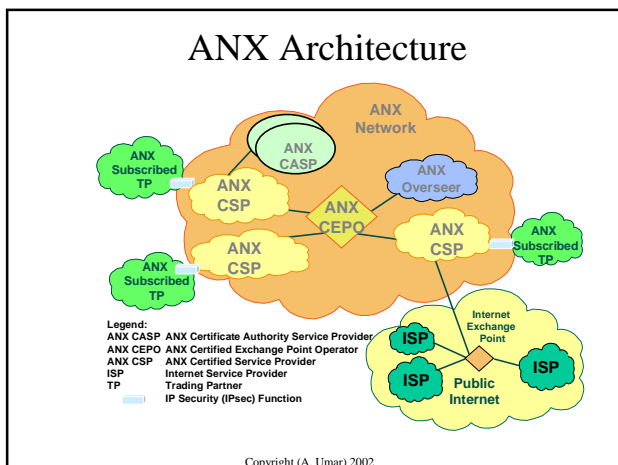 ANX Architecture
ANX
Network
ANX
CASP
ANX
Subscribed
TP
ANX
CSP
ANX
Overseer
ANX
CEPO
ANX
CSP
ANX
CSP
ANX
Subscribed
TP
ANX
Subscribed
TP
Legend:
ANX CASP ANX Certificate Authority Service Provider
ANX CEPO ANX Certified Exchange Point Operator
ANX CSP ANX Certified Service Provider
ISP Internet Service Provider
TP Trading Partner
IP Security (IPsec) Function
Internet
Exchange
Point
ISP
ISP
ISP
Public
Internet
Copyright (A. Umar) 2002